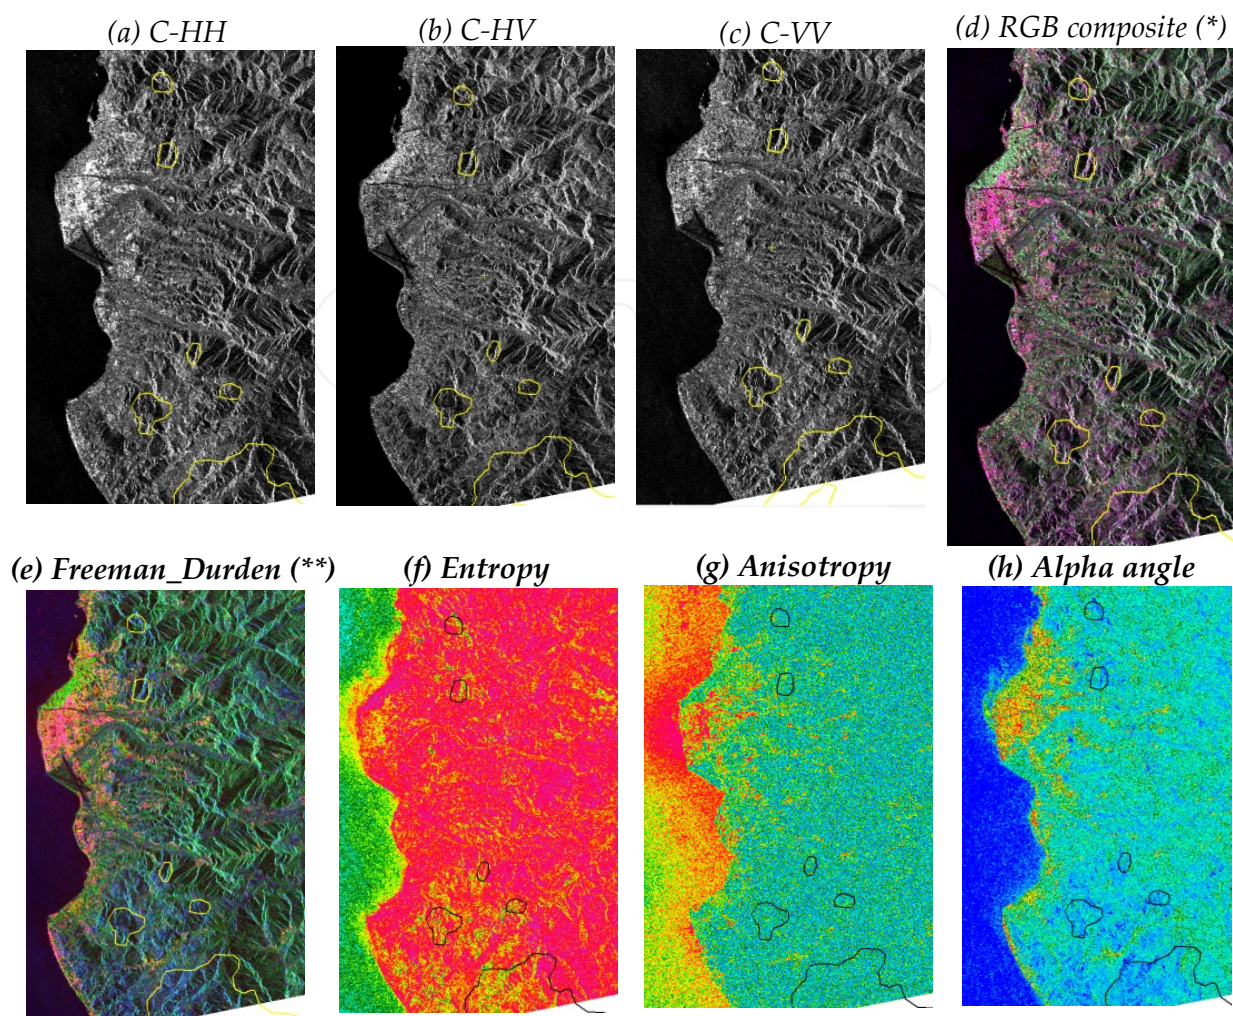 (a) C-HH
(b) C-HV
(c) C-VV
(d) RGB composite (*)
(e) Freeman_Durden (**)
(f) Entropy
(g) Anisotropy
(h) Alpha angle